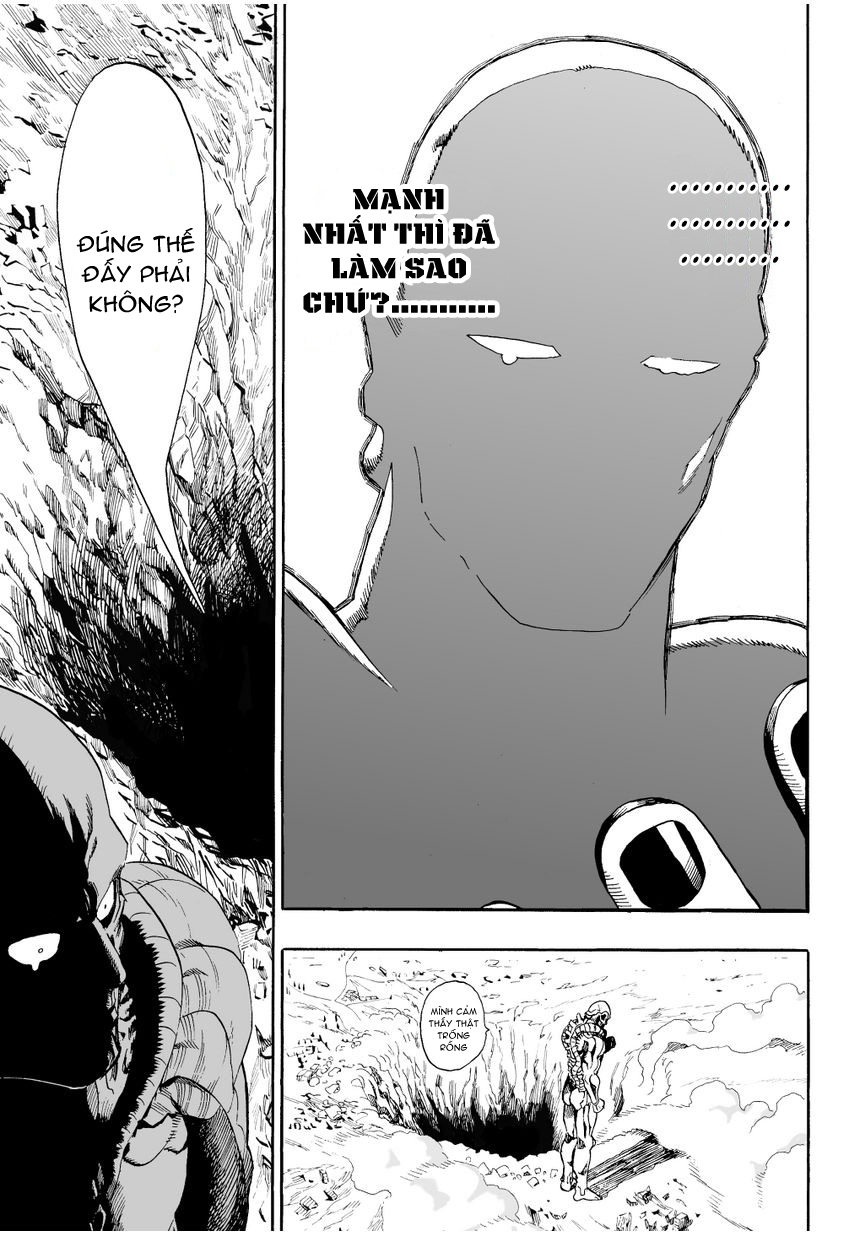 ...........
...........
.........
MẠNH
NHẤT THÌ ĐÃ
LÀM SAO
CHỨ?............
MÌNH CẢM
THẤY THẬT
TRỐNG
RỖNG
ĐÚNG THẾ
ĐẤY PHẢI
KHÔNG?